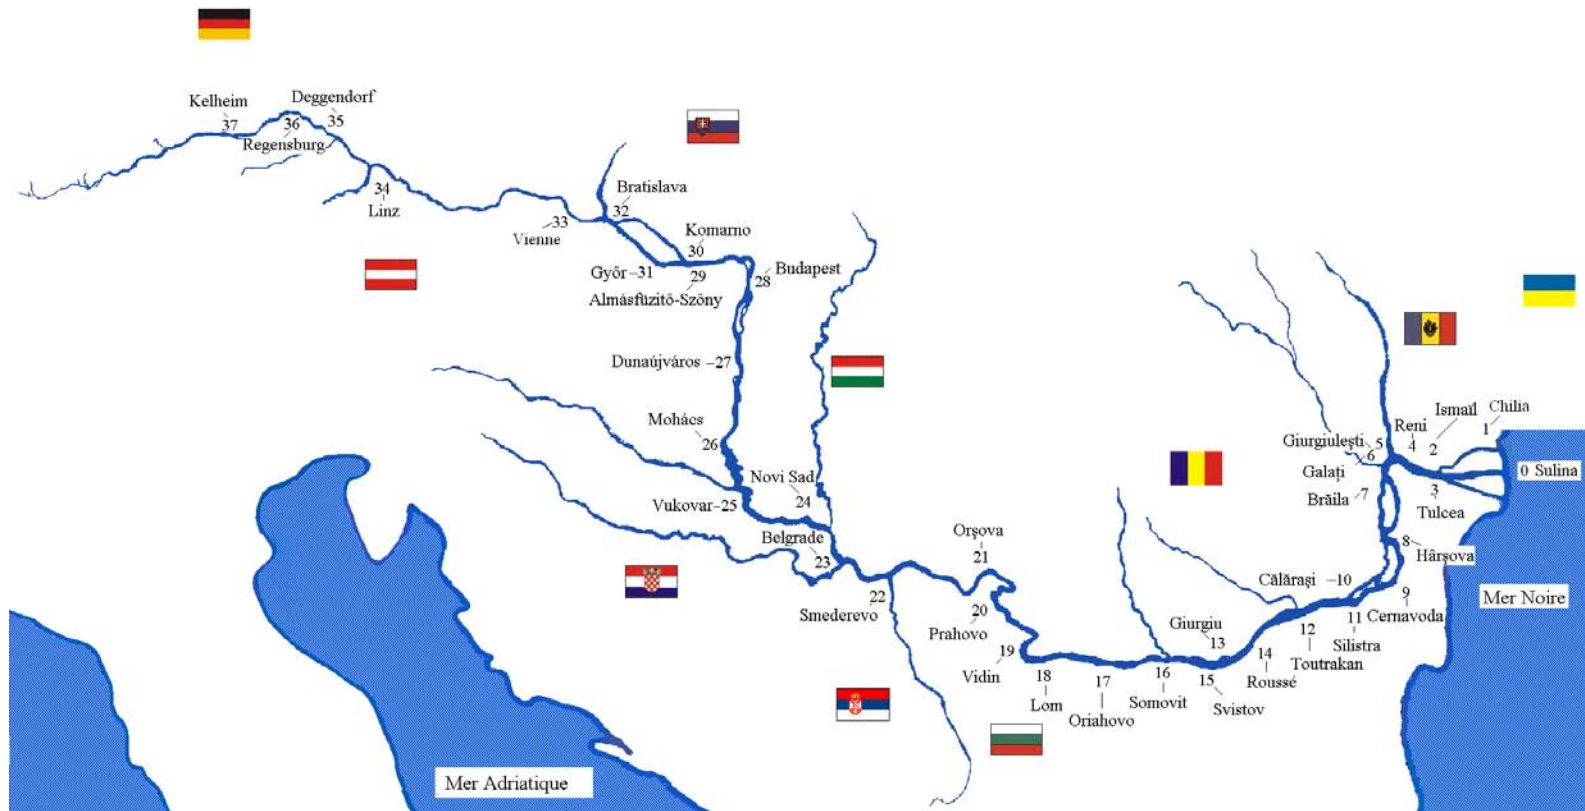 Kelheim
37
Deggendorf
36 35
Regensburg
34
Linz
33
Vienne
Bratislava
32
Komarno
30
Győr –31
29
Almásfüzitő-Szőny
28 Budapest
Dunaújváros –27
Mohács
26
Vukovar–25
Novi Sad
24
Belgrade
23
22
Smederevo
Orşova
21
20
Prahovo
19
Vidin
18
Lom
17
Oriahovo
16
Somovit
15
Svistov
14
Roussé
Giurgiu
13
12
Toutrakan
11
Silistra
Călăraşi –10
9
Cernavoda
8
Hârşova
Brăila 7
Galaţi 6
Giurgiuleşti 5
Reni
4
3
Tulcea
Ismaïl
2
Chilia
1
0 Sulina
Mer Noire
Mer Adriatique